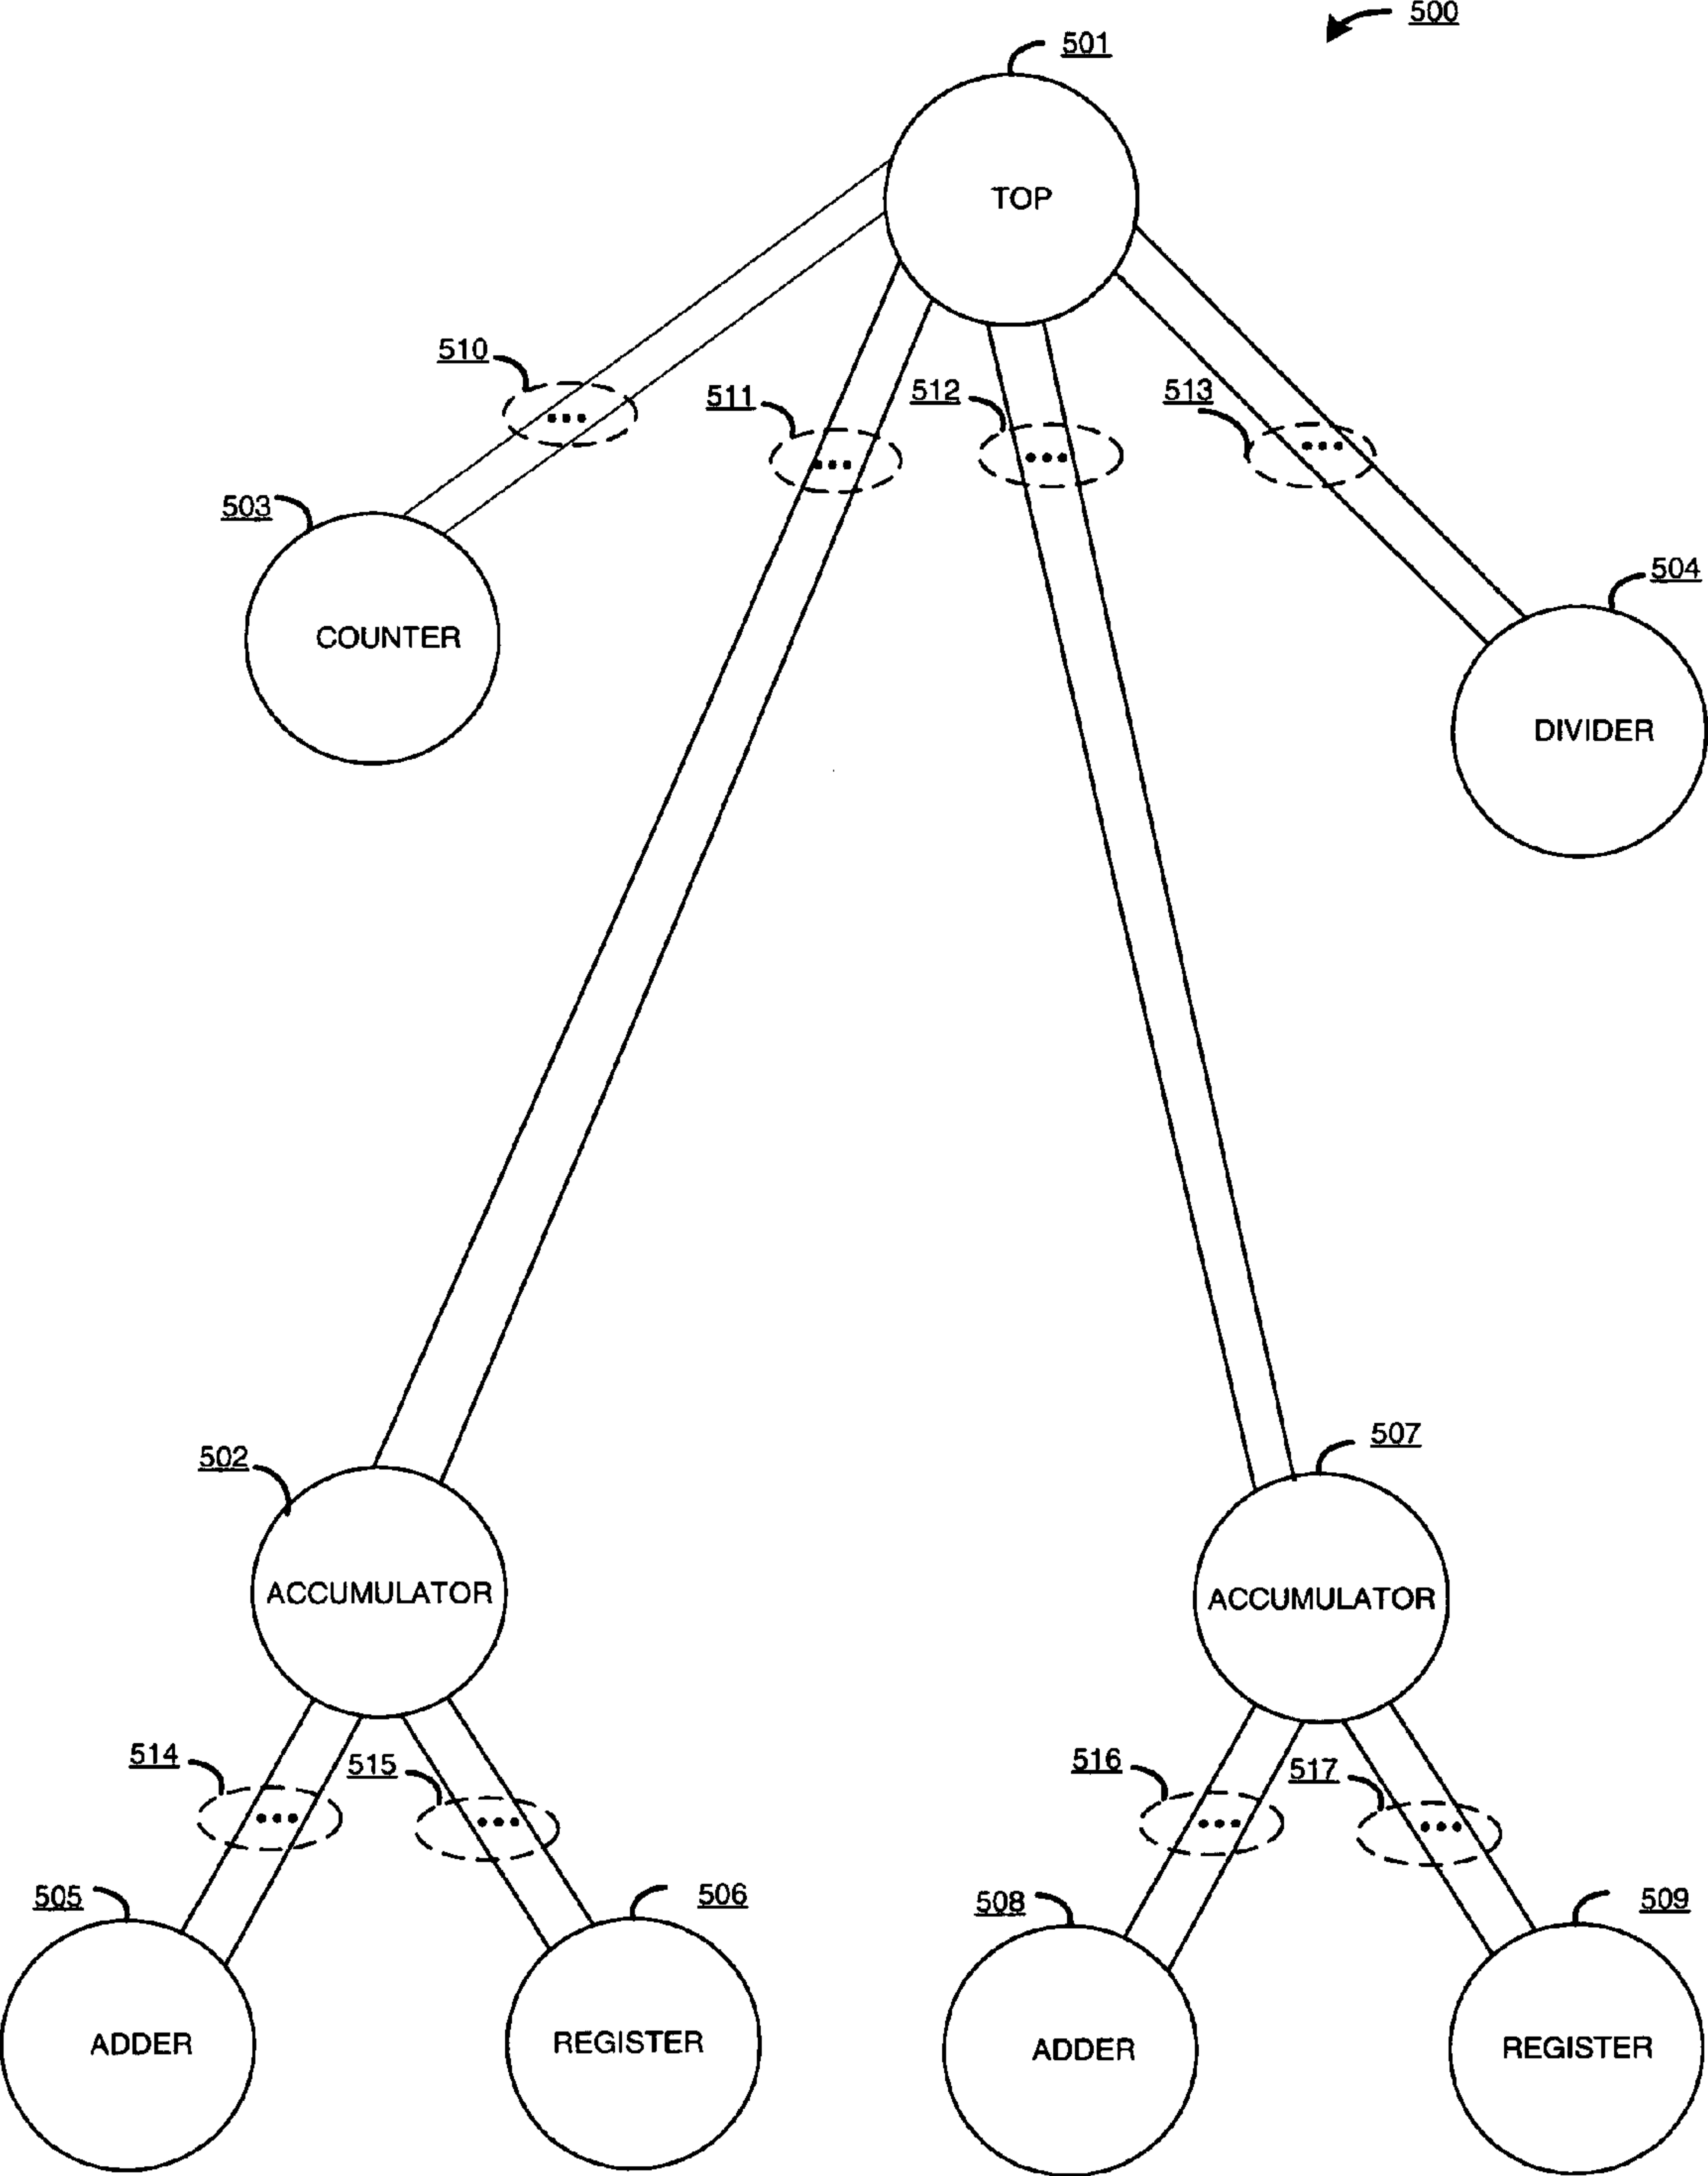 500
501
TOP
510
511
512
513
503
504
COUNTER
DIVIDER
502
507
ACCUMULATOR
ACCUMULATOR
514
515
516
517
505
506
508
509
ADDER
REGISTER
ADDER
REGISTER